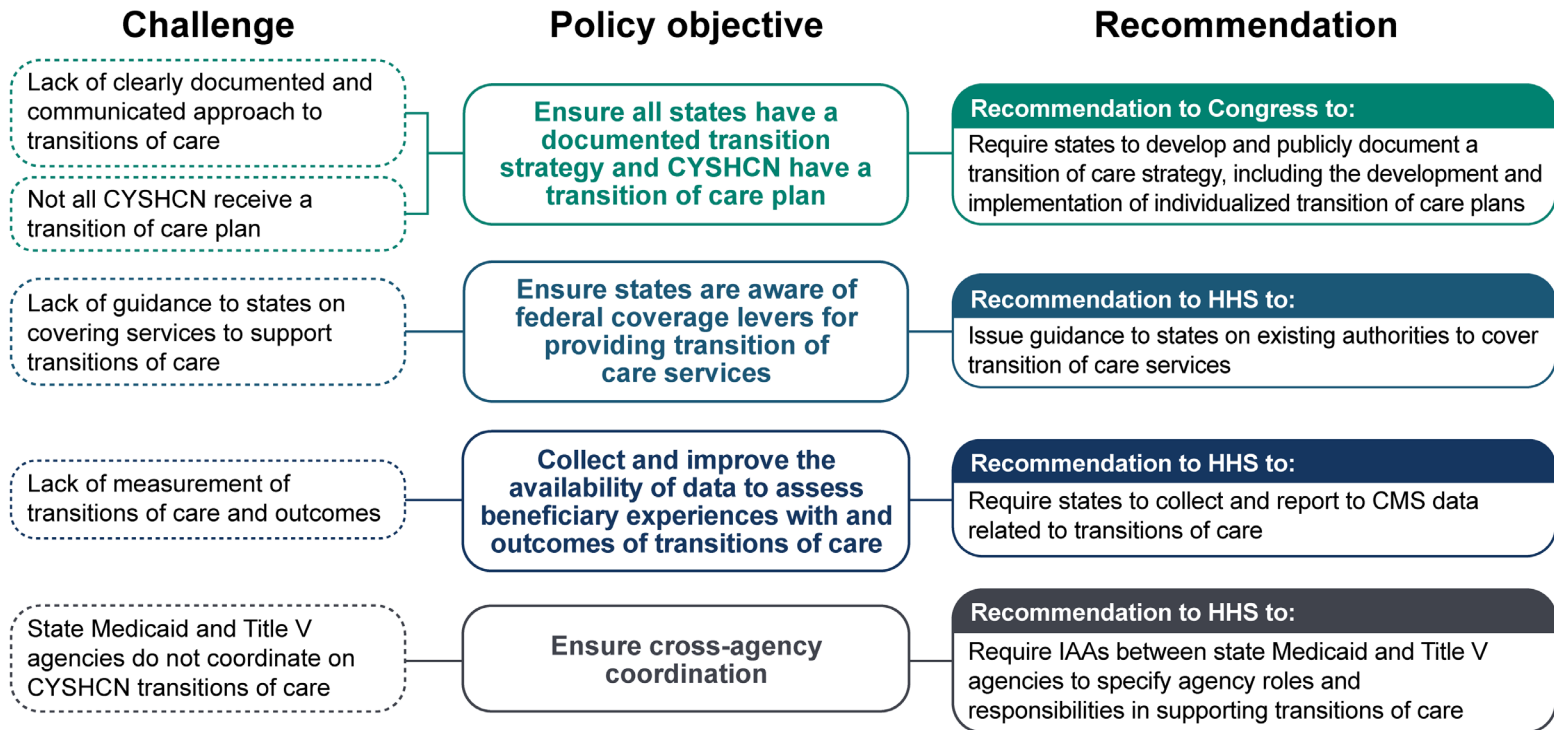 Challenge
Policy objective
Recommendation
Lack of clearly documented and
communicated approach to
transitions of care
Not all CYSHCN receive a
transition of care plan
Ensure all states have a
documented transition
strategy and CYSHCN have a
transition of care plan
Recommendation to Congress to:
Require states to develop and publicly document a
transition of care strategy, including the development and
implementation of individualized transition of care plans
Lack of guidance to states on
covering services to support
transitions of care
Ensure states are aware of
federal coverage levers for
providing transition of
care services
Recommendation to HHS to:
Issue guidance to states on existing authorities to cover
transition of care services
Lack of measurement of
transitions of care and outcomes
Collect and improve the
availability of data to assess
beneficiary experiences with and
outcomes of transitions of care
Recommendation to HHS to:
Require states to collect and report to CMS data
related to transitions of care
State Medicaid and Title V
agencies do not coordinate on
CYSHCN transitions of care
Ensure cross-agency
coordination
Recommendation to HHS to:
Require IAAs between state Medicaid and Title V
agencies to specify agency roles and
responsibilities in supporting transitions of care